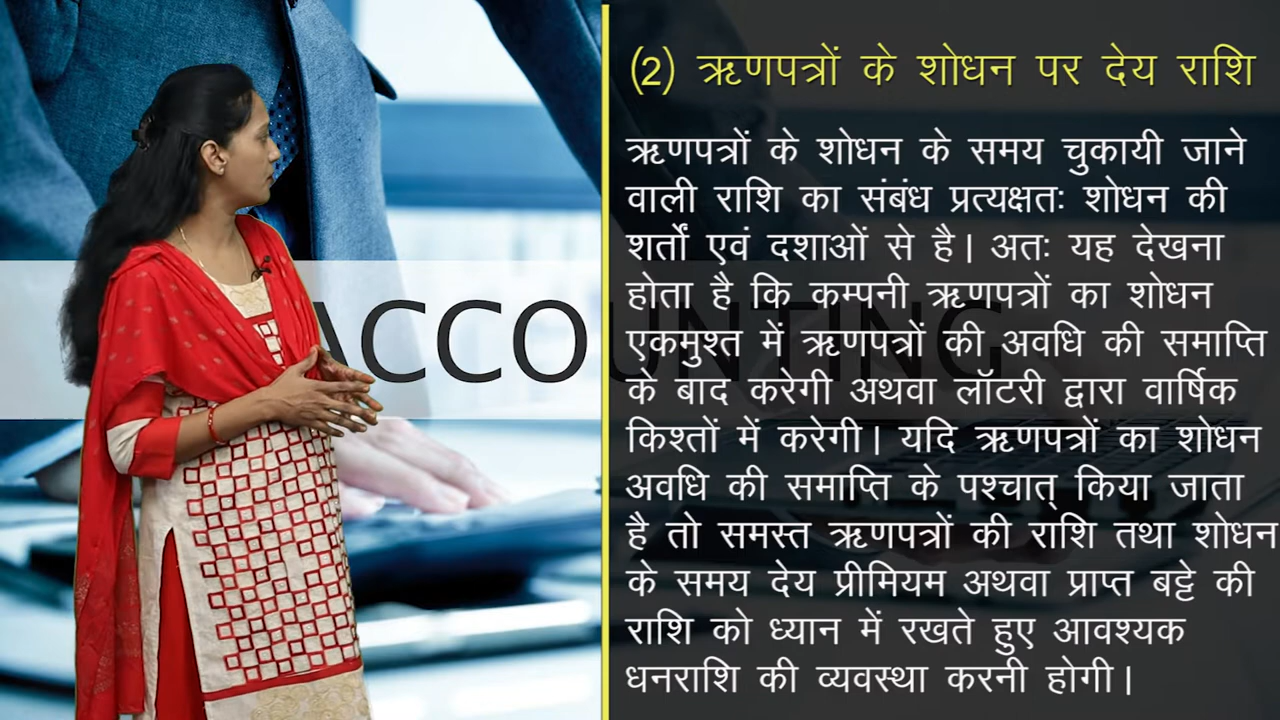 (2) ऋणपत्रों के शोधन पर देय राशि
ऋणपत्रों के शोधन के समय चुकायी जाने
वाली राशि का संबंध प्रत्यक्षतः शोधन की
शर्तों एवं दशाओं से है। अतः यह देखना
होता है कि कम्पनी ऋणपत्रों का शोधन
एकमुश्त में ऋणपत्रों की अवधि की समाप्ति
के बाद करेगी अथवा लॉटरी द्वारा वार्षिक
किश्तों में करेगी। यदि ऋणपत्रों का शोधन
अवधि की समाप्ति के पश्चात् किया जाता
है तो समस्त ऋणपत्रों की राशि तथा शोधन
के समय देय प्रीमियम अथवा प्राप्त बट्टे की
राशि को ध्यान में रखते हुए आवश्यक
धनराशि की व्यवस्था करनी होगी।
ACCOUNTING